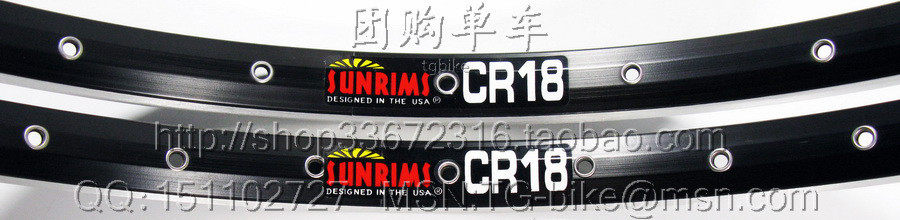 团购单车
tgbike
SUNRIMS CR18
DESIGNED IN THE USA ®
http://shop33672316.taobao.com
SUNRIMS CR18
DESIGNED IN THE USA ®
QQ: 151102727 MSN:TG-bike@msn.com